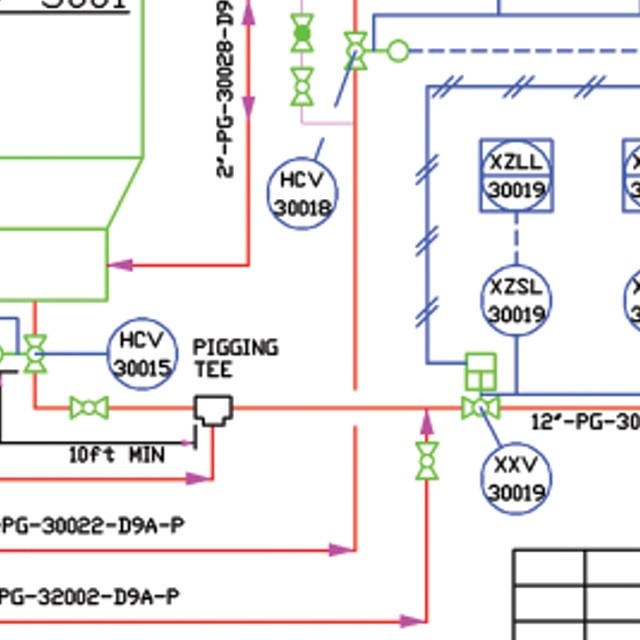 2"-PG-30028-D9
HCV
30018
XZLL
30019
XZSL
30019
HCV
30015
PIGGING
TEE
12"-PG-30
10ft MIN
XXV
30019
PG-30022-D9A-P
PG-32002-D9A-P